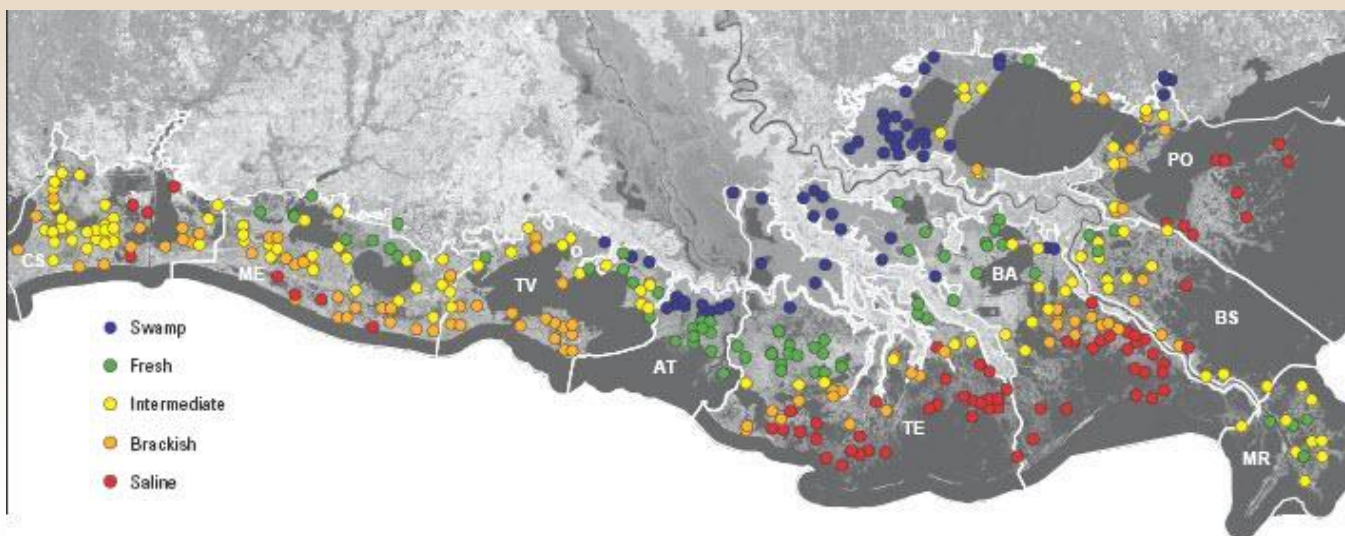 PO
CS
ME
TV
BA
BS
AT
TE
MR
Swamp
Fresh
Intermediate
Brackish
Saline